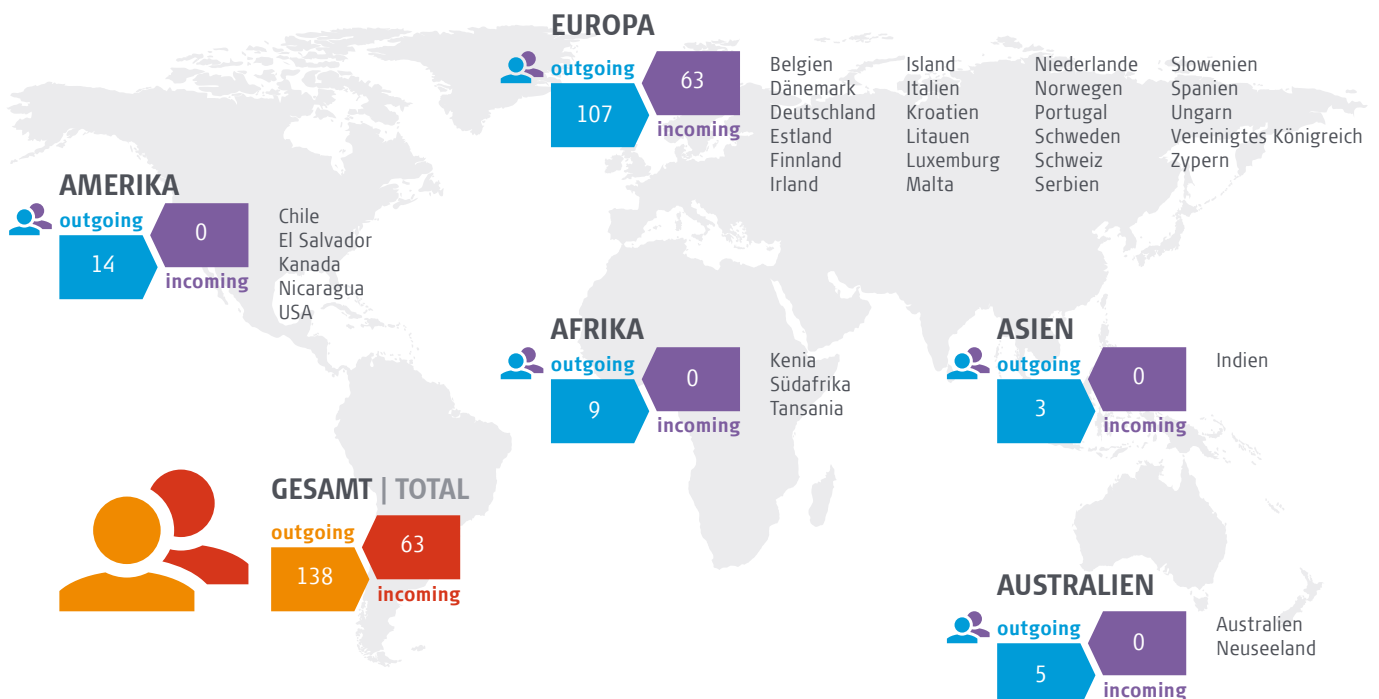 EUROPA
outgoing
107
63
incoming
Belgien
Dänemark
Deutschland
Estland
Finnland
Irland
Island
Italien
Kroatien
Litauen
Luxemburg
Malta
Niederlande
Norwegen
Portugal
Schweden
Schweiz
Serbien
Slowenien
Spanien
Ungarn
Vereinigtes Königreich
Zypern
AMERIKA
outgoing
14
0
incoming
Chile
El Salvador
Kanada
Nicaragua
USA
AFRIKA
outgoing
9
0
incoming
Kenia
Südafrika
Tansania
ASIEN
outgoing
3
0
incoming
Indien
GESAMT | TOTAL
outgoing
138
63
incoming
AUSTRALIEN
outgoing
5
0
incoming
Australien
Neuseeland